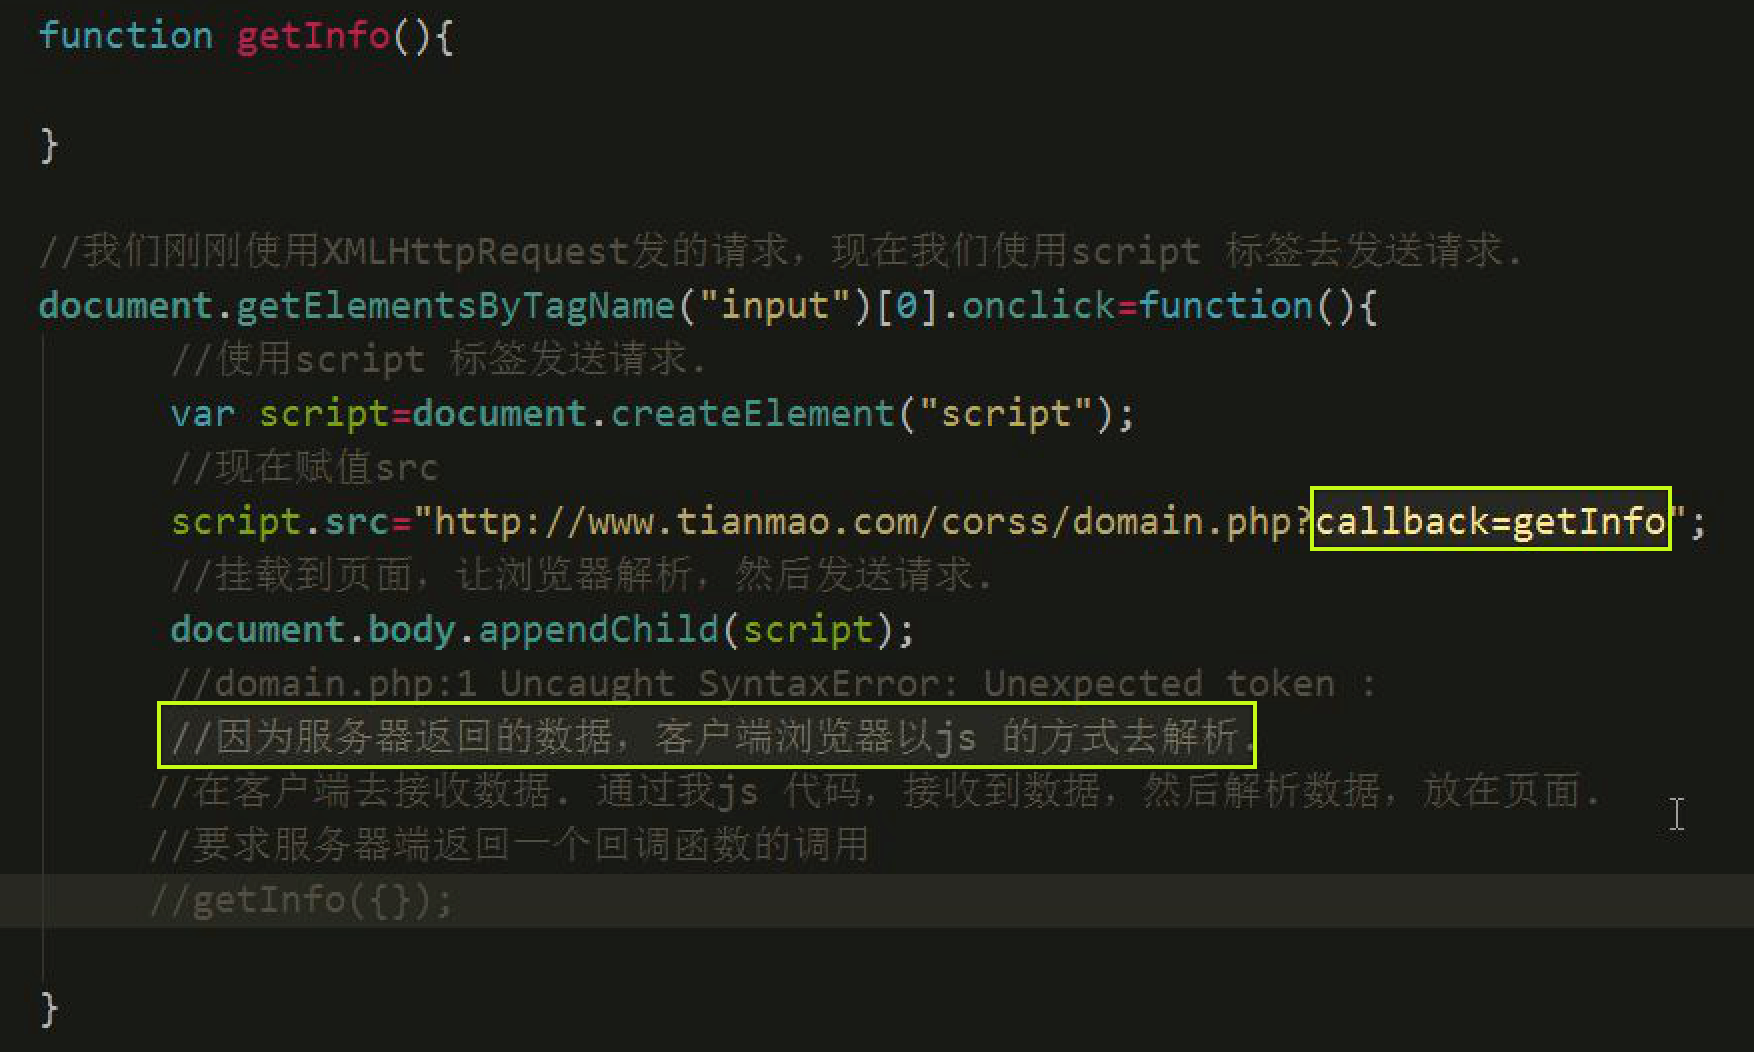 function getInfo(){
}
//我们刚刚使用XMLHttpRequest发的请求，现在我们使用script 标签去发送请求.
document.getElementsByTagName("input")[0].onclick=function(){
//使用script 标签发送请求.
var script=document.createElement("script");
//现在赋值src
script.src="http://www.tianmao.com/corss/domain.php?callback=getInfo";
//挂载到页面，让浏览器解析，然后发送请求.
document.body.appendChild(script);
//domain.php:1 Uncaught SyntaxError: Unexpected token :
//因为服务器返回的数据，客户端浏览器以js 的方式去解析.
//在客户端去接收数据. 通过我js 代码，接收到数据，然后解析数据，放在页面.
//要求服务器端返回一个回调函数的调用
//getInfo({});
}